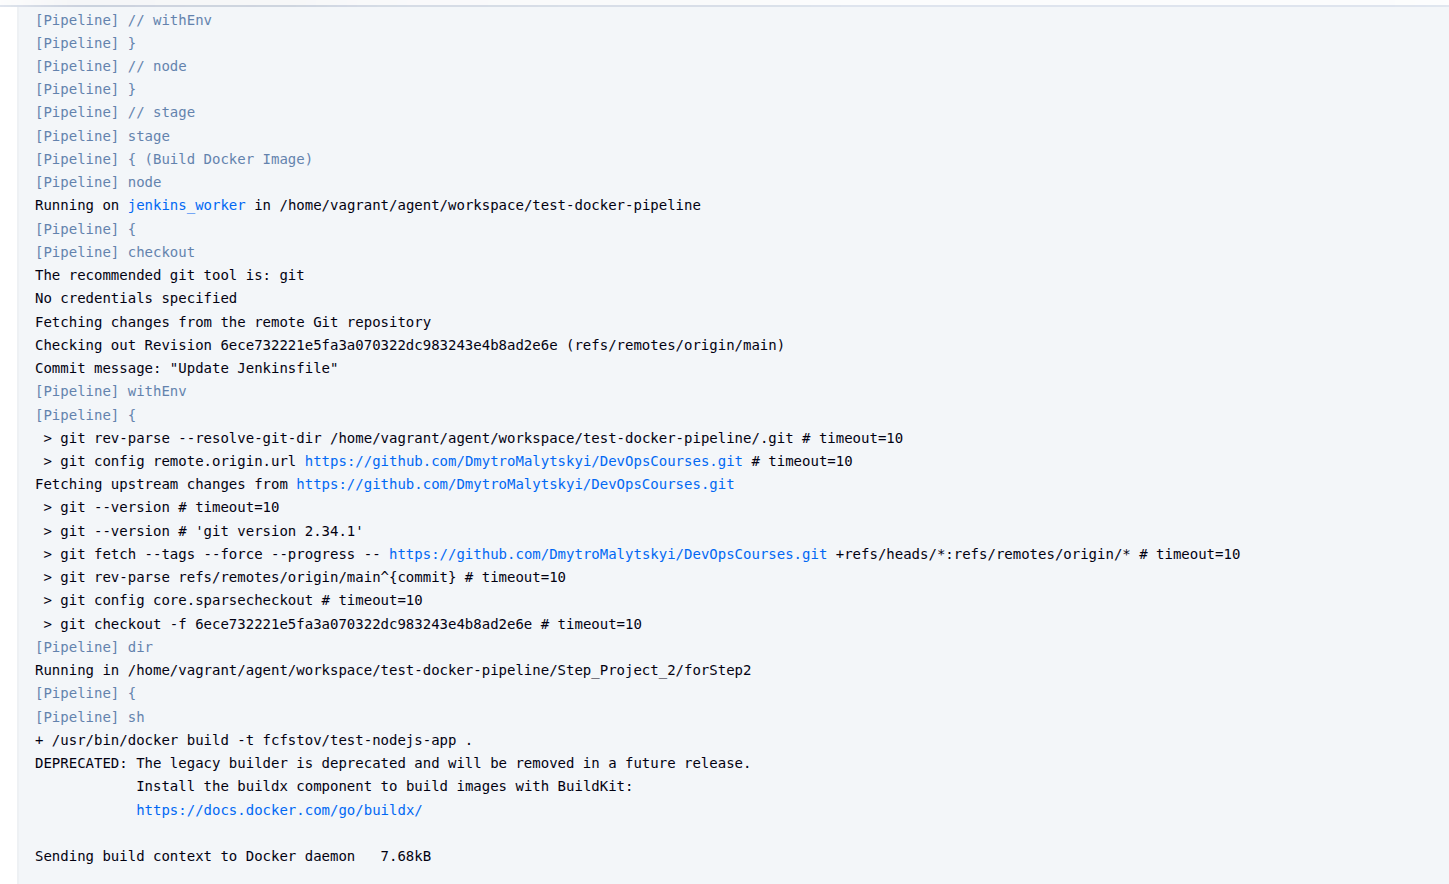 [Pipeline] // withEnv
[Pipeline] }
[Pipeline] // node
[Pipeline] }
[Pipeline] // stage
[Pipeline] stage
[Pipeline] { (Build Docker Image)
[Pipeline] node
Running on jenkins_worker in /home/vagrant/agent/workspace/test-docker-pipeline
[Pipeline] {
[Pipeline] checkout
The recommended git tool is: git
No credentials specified
Fetching changes from the remote Git repository
Checking out Revision 6ece732221e5fa3a070322dc983243e4b8ad2e6e (refs/remotes/origin/main)
Commit message: "Update Jenkinsfile"
[Pipeline] withEnv
[Pipeline] {
 > git rev-parse --resolve-git-dir /home/vagrant/agent/workspace/test-docker-pipeline/.git # timeout=10
 > git config remote.origin.url https://github.com/DmytroMalytskyi/DevOpsCourses.git # timeout=10
Fetching upstream changes from https://github.com/DmytroMalytskyi/DevOpsCourses.git
 > git --version # timeout=10
 > git --version # 'git version 2.34.1'
 > git fetch --tags --force --progress -- https://github.com/DmytroMalytskyi/DevOpsCourses.git +refs/heads/*:refs/remotes/origin/* # timeout=10
 > git rev-parse refs/remotes/origin/main^{commit} # timeout=10
 > git config core.sparsecheckout # timeout=10
 > git checkout -f 6ece732221e5fa3a070322dc983243e4b8ad2e6e # timeout=10
[Pipeline] dir
Running in /home/vagrant/agent/workspace/test-docker-pipeline/Step_Project_2/forStep2
[Pipeline] {
[Pipeline] sh
+ /usr/bin/docker build -t fcfstov/test-nodejs-app .
DEPRECATED: The legacy builder is deprecated and will be removed in a future release.
            Install the buildx component to build images with BuildKit:
            https://docs.docker.com/go/buildx/
Sending build context to Docker daemon   7.68kB